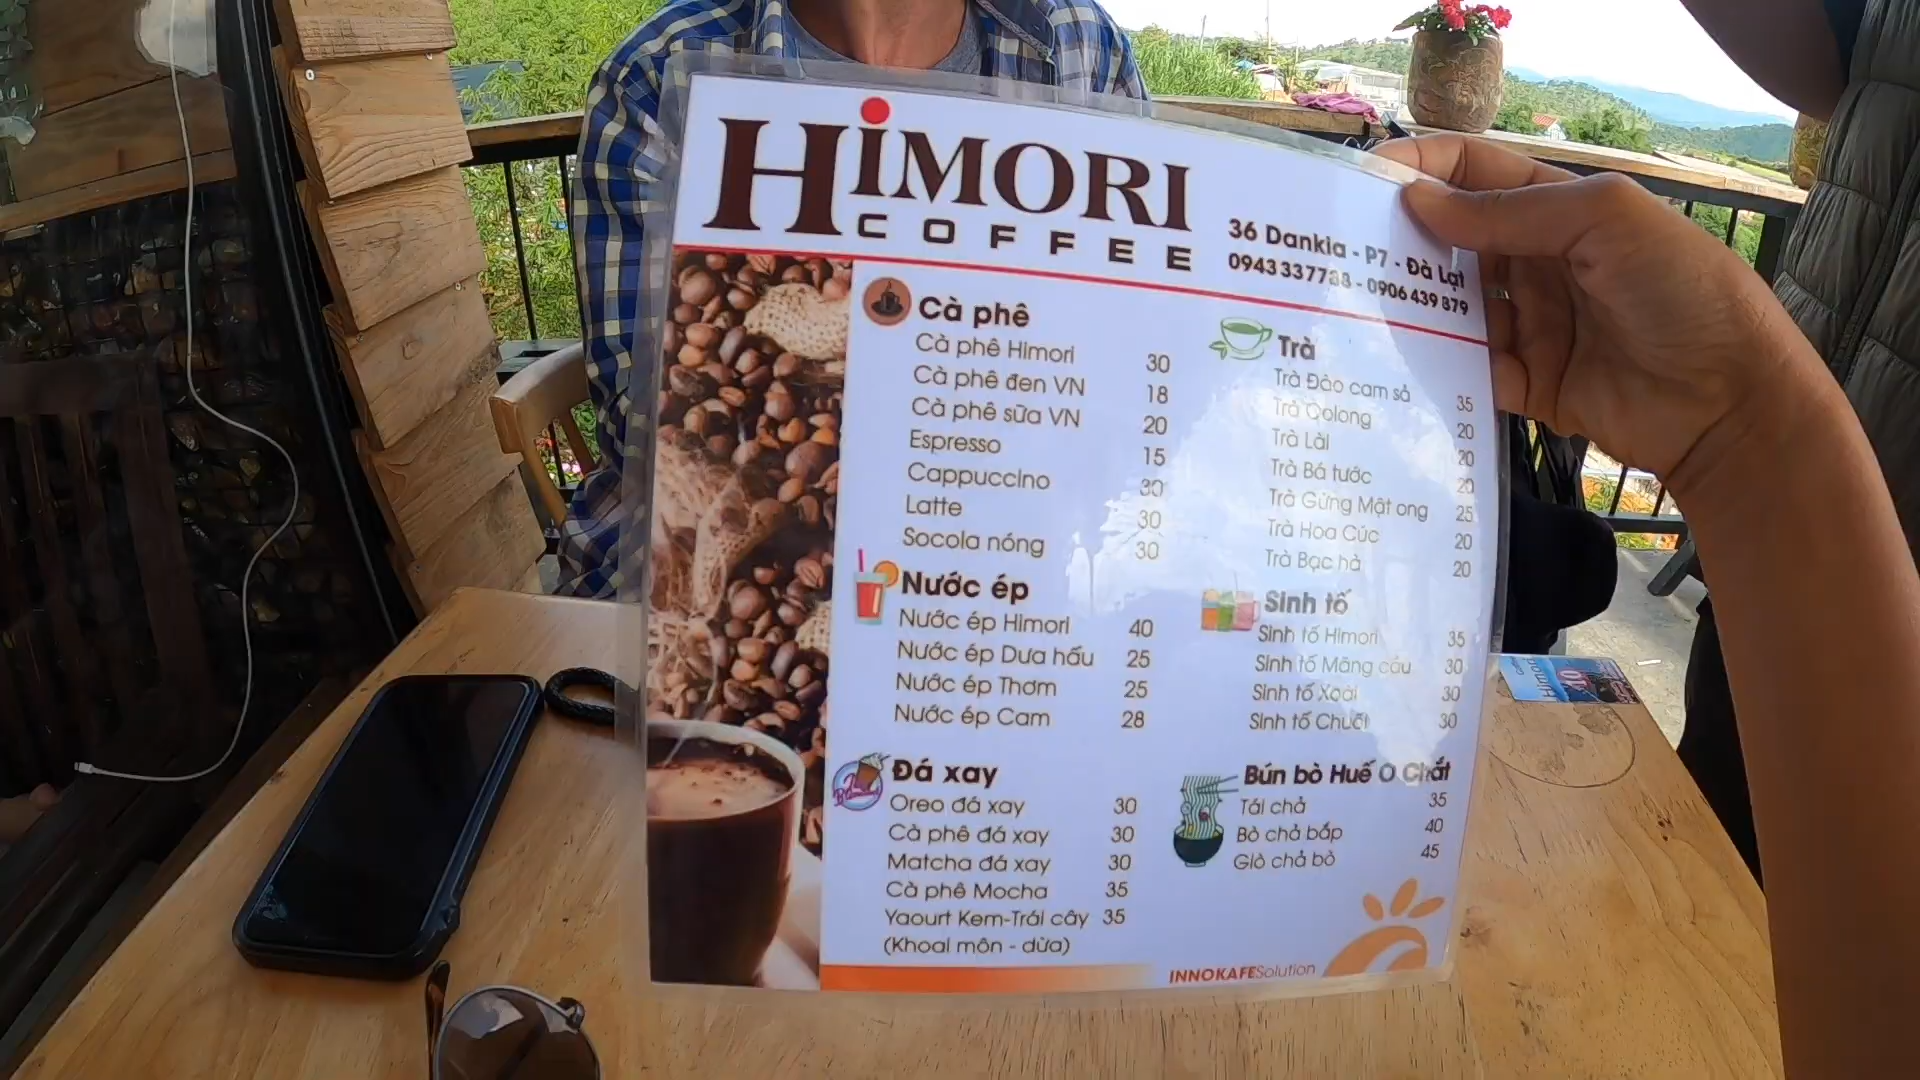 HiMORI
COFFEE
36 Dankia - P7 - Đà Lạt
0943337738 - 0906 439 879
Cà phê
Cà phê Himori 30
Cà phê đen VN 18
Cà phê sữa VN 20
Espresso 15
Cappuccino 30
Latte 30
Socola nóng 30
Nước ép
Nước ép Himori 40
Nước ép Dưa hấu 25
Nước ép Thơm 25
Nước ép Cam 28
Đá xay
Oreo đá xay 30
Cà phê đá xay 30
Matcha đá xay 30
Cà phê Mocha 35
Yaourt Kem-Trái cây 35
(Khoai môn - dừa)
Trà
Trà Đào cam sả 35
Trà Oolong 20
Trà Lài 20
Trà Bá tước 20
Trà Gừng Mật ong 25
Trà Hoa Cúc 20
Trà Bạc hà 20
Sinh tố
Sinh tố Himori 35
Sinh tố Mãng cầu 30
Sinh tố Xoài 30
Sinh tố Chuối 30
Bún bò Huế O Chắt
Tái chả 35
Bò chả bắp 40
Giò chả bò 45
INNOKAFESolution
Himori
10